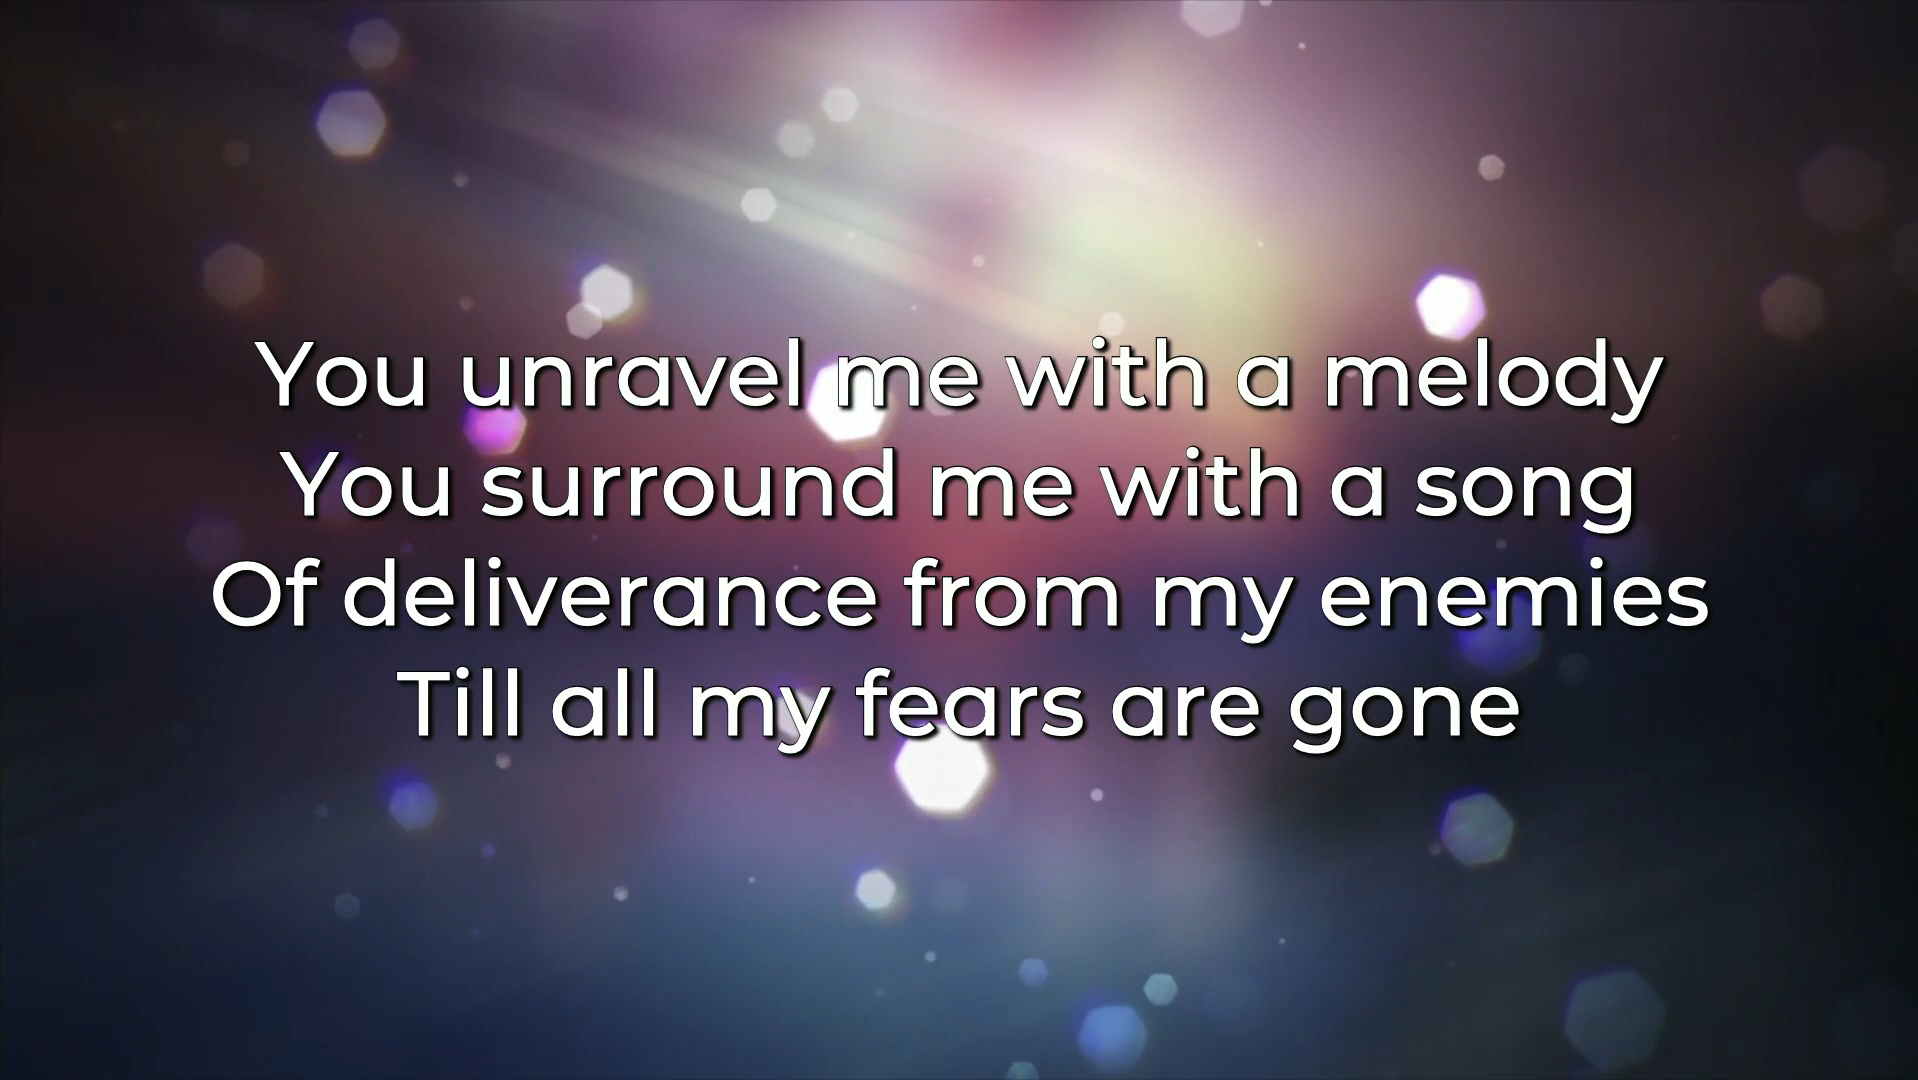 You unravel me with a melody
You surround me with a song
Of deliverance from my enemies
Till all my fears are gone